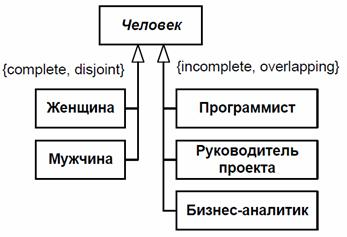 Человек
{complete, disjoint}
{incomplete, overlapping}
Женщина
Программист
Мужчина
Руководитель
проекта
Бизнес-аналитик